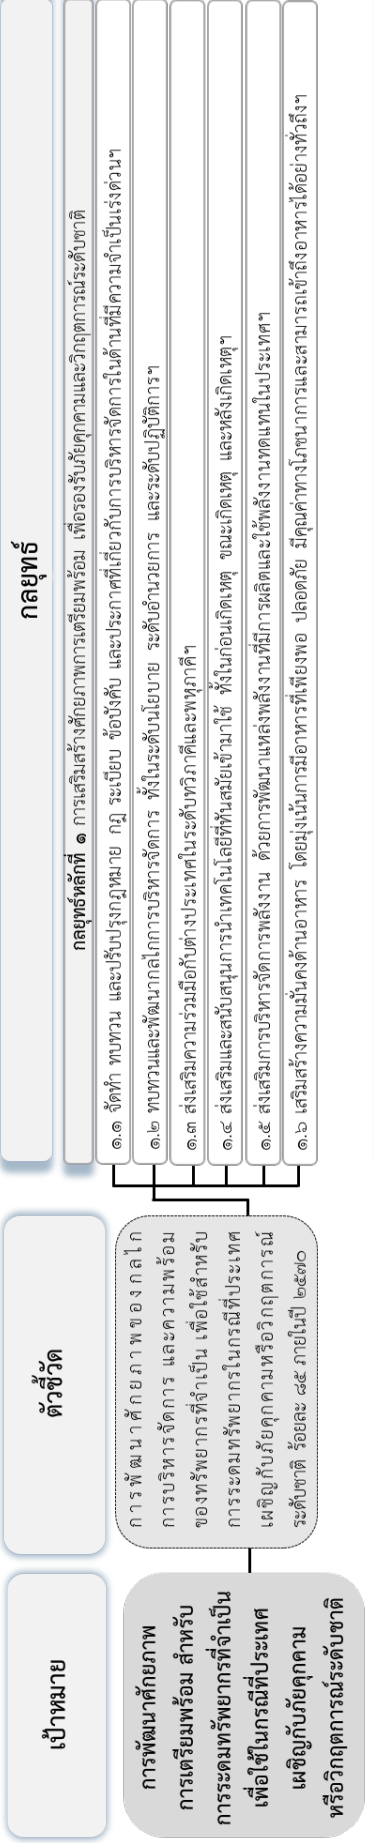 เป้าหมาย
ตัวชี้วัด
กลยุทธ์
การพัฒนาศักยภาพ
การเตรียมพร้อม สำหรับ
การระดมทรัพยากรที่จำเป็น
เพื่อใช้ในกรณีที่ประเทศ
เผชิญกับภัยคุกคาม
หรือวิกฤตการณ์ระดับชาติ
การพัฒนาศักยภาพของกลไก
การบริหารจัดการ และความพร้อม
ของทรัพยากรที่จำเป็น เพื่อใช้สำหรับ
การระดมทรัพยากรในกรณีที่ประเทศ
เผชิญกับภัยคุกคามหรือวิกฤตการณ์
ระดับชาติ ร้อยละ ๘๕ ภายในปี ๒๕๗๐
กลยุทธ์หลักที่ ๑ การเสริมสร้างศักยภาพการเตรียมพร้อม เพื่อรองรับภัยคุกคามและวิกฤตการณ์ระดับชาติ
๑.๑ จัดทำ ทบทวน และปรับปรุงกฎหมาย กฎ ระเบียบ ข้อบังคับ และประกาศที่เกี่ยวกับการบริหารจัดการในด้านที่มีความจำเป็นเร่งด่วนฯ
๑.๒ ทบทวนและพัฒนากลไกการบริหารจัดการ ทั้งในระดับนโยบาย ระดับอำนวยการ และระดับปฏิบัติการฯ
๑.๓ ส่งเสริมความร่วมมือกับต่างประเทศในระดับทวิภาคีและพหุภาคีฯ
๑.๔ ส่งเสริมและสนับสนุนการนำเทคโนโลยีที่ทันสมัยเข้ามาใช้ ทั้งในก่อนเกิดเหตุ ขณะเกิดเหตุ และหลังเกิดเหตุฯ
๑.๕ ส่งเสริมการบริหารจัดการพลังงาน ด้วยการพัฒนาแหล่งพลังงานที่มีการผลิตและใช้พลังงานทดแทนในประเทศฯ
๑.๖ เสริมสร้างความมั่นคงด้านอาหาร โดยมุ่งเน้นการมีอาหารที่เพียงพอ ปลอดภัย มีคุณค่าทางโภชนาการและสามารถเข้าถึงอาหารได้อย่างทั่วถึงฯ